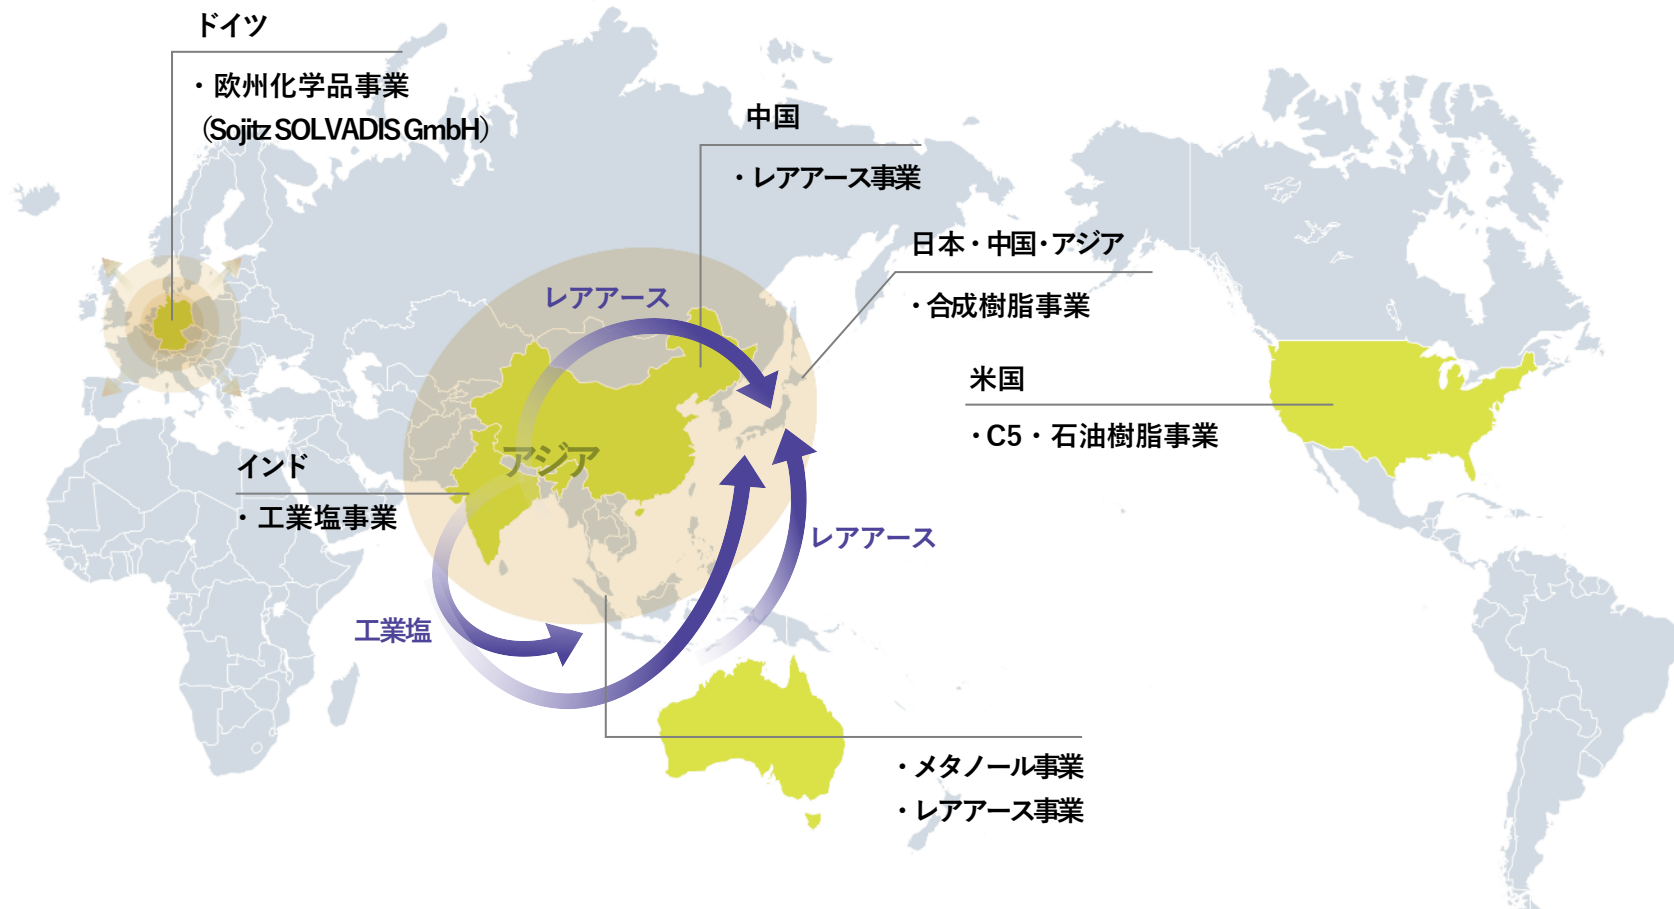 ドイツ
・欧州化学品事業
（Sojitz SOLVADIS GmbH）
中国
・レアアース事業
日本・中国・アジア
・合成樹脂事業
レアアース
米国
・C5・石油樹脂事業
アジア
インド
・工業塩事業
レアアース
工業塩
・メタノール事業
・レアアース事業